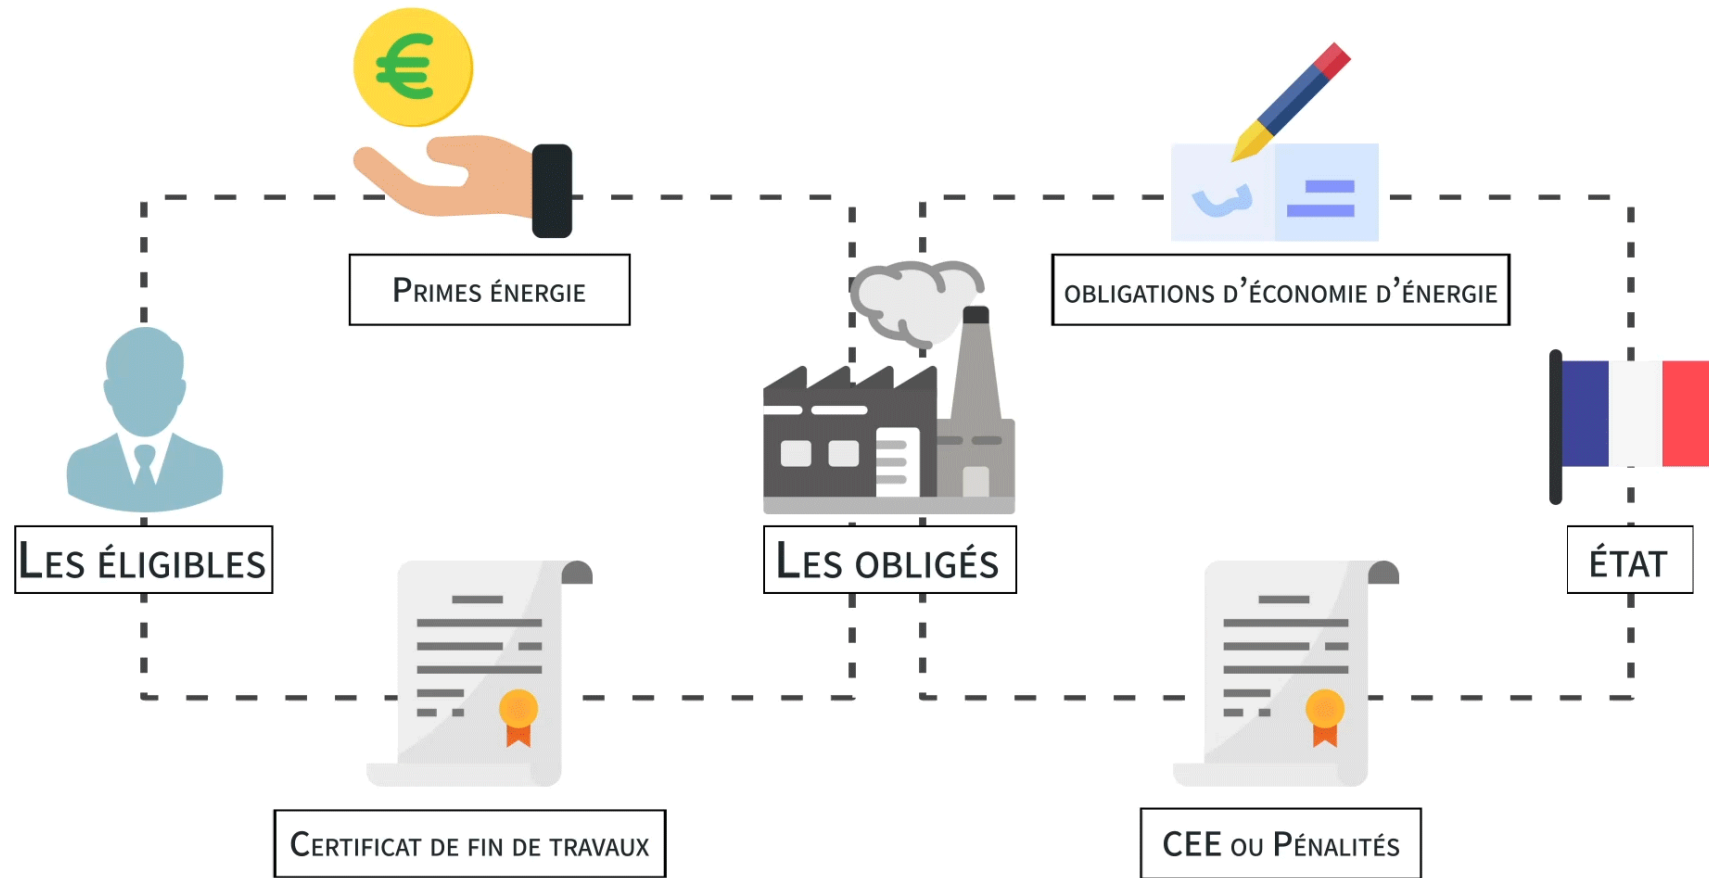 Primes énergie
obligations d'économie d'énergie
Les éligibles
Les obligés
état
Certificat de fin de travaux
CEE ou Pénalités